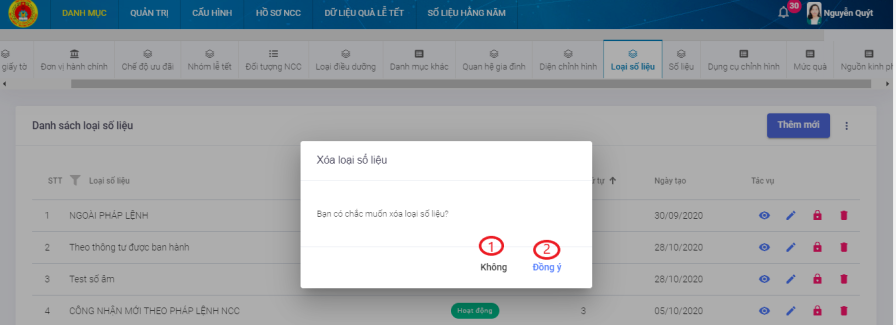 DANH MỤC QUẢN TRỊ CẤU HÌNH HỒ SƠ NCC DỮ LIỆU QUÀ LỄ TẾT SỐ LIỆU HẰNG NĂM 30 Nguyễn Quýt
giấy tờ Đơn vị hành chính Chế độ ưu đãi Nhóm lễ tết Đối tượng NCC Loại điều dưỡng Danh mục khác Quan hệ gia đình Diện chỉnh hình Loại số liệu Số liệu Dụng cụ chỉnh hình Mức quà Nguồn kinh
Danh sách loại số liệu Thêm mới
Xóa loại số liệu
STT Loại số liệu tự Ngày tạo Tác vụ
Bạn có chắc muốn xóa loại số liệu?
1 NGOÀI PHÁP LỆNH 30/09/2020
1 2
2 Theo thông tư được ban hành 28/10/2020
Không Đồng ý
3 Test số âm 28/10/2020
4 CÔNG NHÂN MỚI THEO PHÁP LỆNH NCC Hoạt động 3 05/10/2020